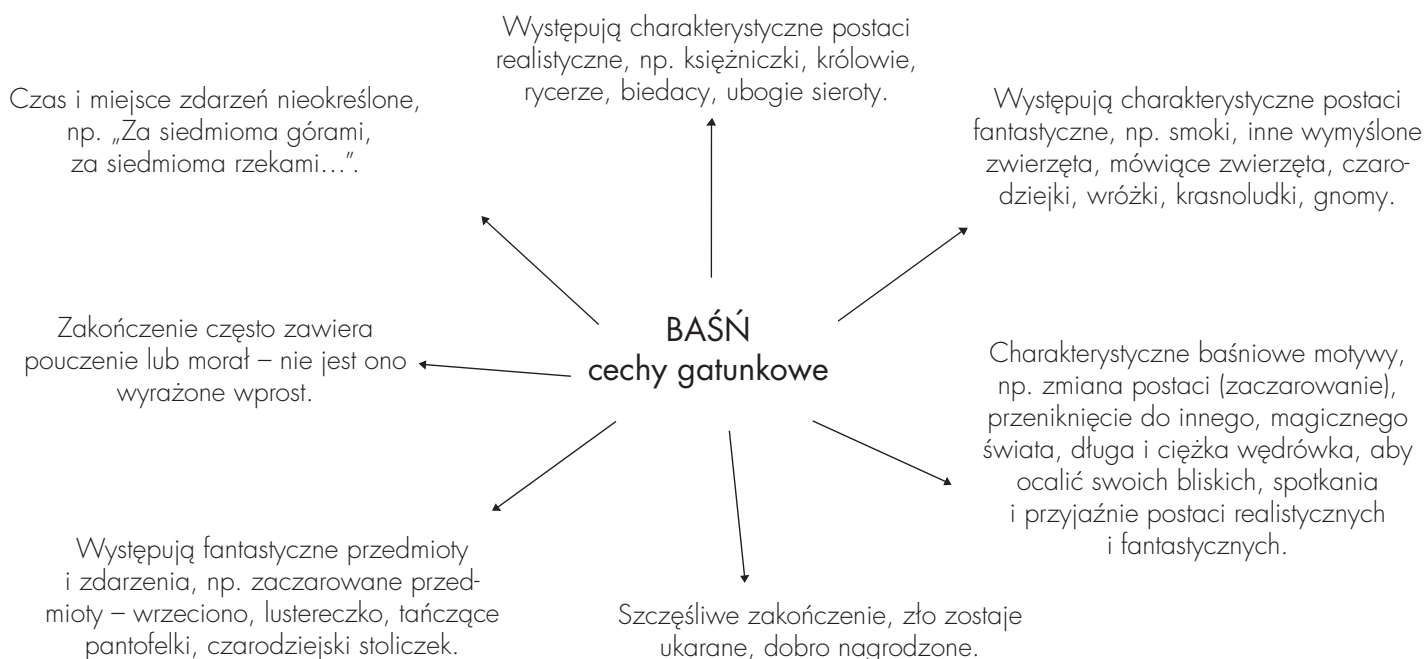 Występują charakterystyczne postaci
realistyczne, np. księżniczki, królowie,
rycerze, biedacy, ubogie sieroty.
Czas i miejsce zdarzeń nieokreślone,
np. „Za siedmioma górami,
za siedmioma rzekami…”.
Występują charakterystyczne postaci
fantastyczne, np. smoki, inne wymyślone
zwierzęta, mówiące zwierzęta, czaro-
dziejki, wróżki, krasnoludki, gnomy.
BAŚŃ
cechy gatunkowe
Zakończenie często zawiera
pouczenie lub morał – nie jest ono
wyrażone wprost.
Charakterystyczne baśniowe motywy,
np. zmiana postaci (zaczarowanie),
przeniknięcie do innego, magicznego
świata, długa i ciężka wędrówka, aby
ocalić swoich bliskich, spotkania
i przyjaźnie postaci realistycznych
i fantastycznych.
Występują fantastyczne przedmioty
i zdarzenia, np. zaczarowane przed-
mioty – wrzeciono, lustereczko, tańczące
pantofelki, czarodziejski stoliczek.
Szczęśliwe zakończenie, zło zostaje
ukarane, dobro nagrodzone.